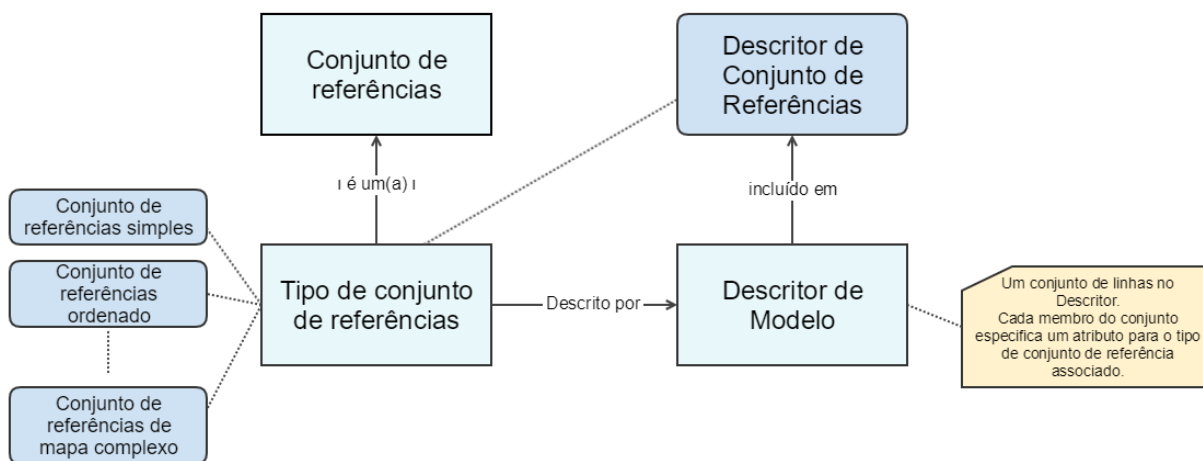 Conjunto de
referências
Descritor de
Conjunto de
Referências
ı é um(a) ı
incluído em
Conjunto de
referências simples
Conjunto de
referências
ordenado
Conjunto de
referências de
mapa complexo
Tipo de conjunto
de referências
Descrito por
Descritor de
Modelo
Um conjunto de linhas no
Descritor.
Cada membro do conjunto
especifica um atributo para o tipo
de conjunto de referência
associado.